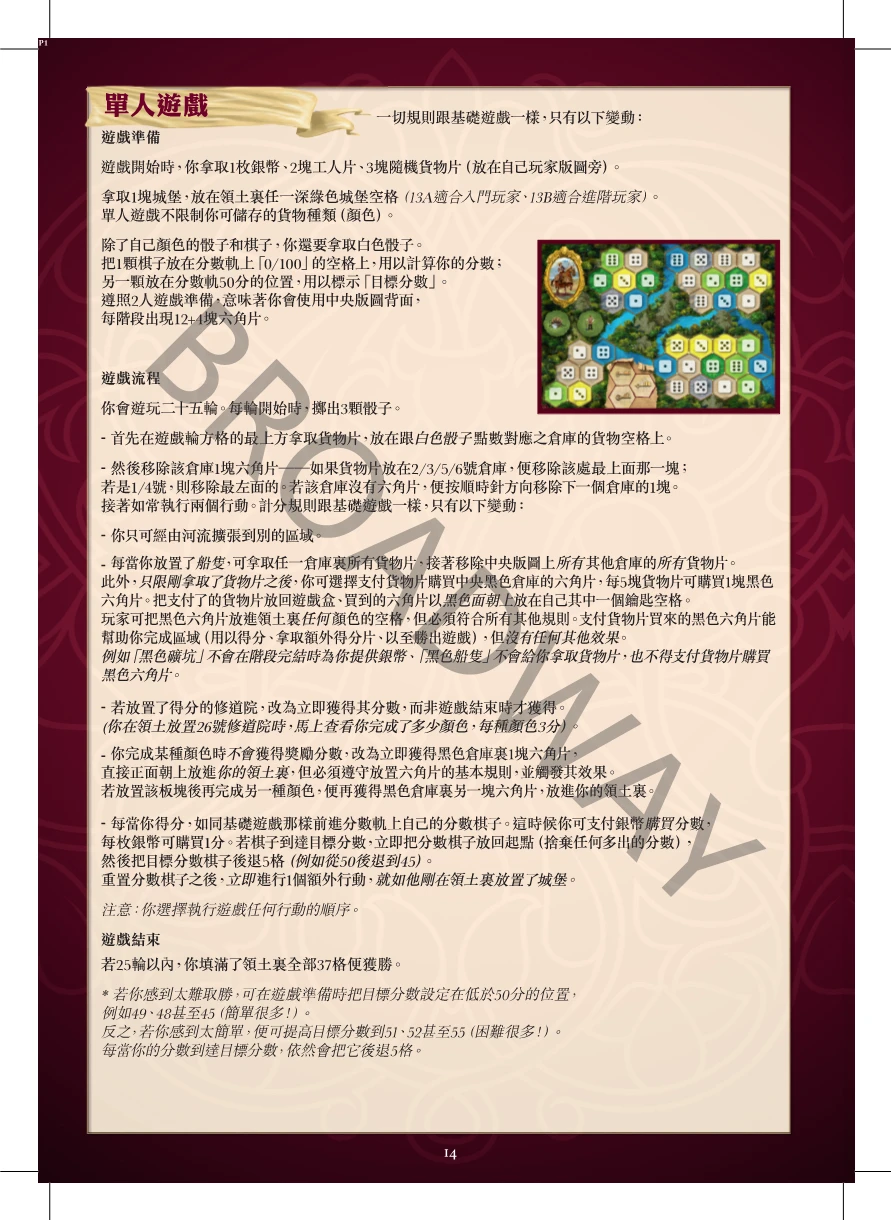 P1
單人遊戲
一切規則跟基礎遊戲一樣，只有以下變動：
遊戲準備
遊戲開始時，你拿取1枚銀幣、2塊工人片、3塊隨機貨物片（放在自己玩家版圖旁）。
拿取1塊城堡，放在領土裏任一深綠色城堡空格（13A適合入門玩家、13B適合進階玩家）。
單人遊戲不限制你可儲存的貨物種類（顏色）。
除了自己顏色的骰子和棋子，你還要拿取白色骰子。
把1顆棋子放在分數軌上「0/100」的空格上，用以計算你的分數；
另一顆放在分數軌50分的位置，用以標示「目標分數」。
遵照2人遊戲準備，意味著你會使用中央版圖背面，
每階段出現12+4塊六角片。
遊戲流程
你會遊玩二十五輪。每輪開始時，擲出3顆骰子。
- 首先在遊戲輪方格的最上方拿取貨物片，放在跟白色骰子點數對應之倉庫的貨物空格上。
- 然後移除該倉庫1塊六角片——如果貨物片放在2/3/5/6號倉庫，便移除該處最上面那一塊；
若是1/4號，則移除最左面的。若該倉庫沒有六角片，便按順時針方向移除下一個倉庫的1塊。
接著如常執行兩個行動。計分規則跟基礎遊戲一樣，只有以下變動：
- 你只可經由河流擴張到別的區域。
- 每當你放置了船隻，可拿取任一倉庫裏所有貨物片、接著移除中央版圖上所有其他倉庫的所有貨物片。
此外，只限剛拿取了貨物片之後，你可選擇支付貨物片購買中央黑色倉庫的六角片，每5塊貨物片可購買1塊黑色
六角片。把支付了的貨物片放回遊戲盒、買到的六角片以黑色面朝上放在自己其中一個鑰匙空格。
玩家可把黑色六角片放進領土裏任何顏色的空格，但必須符合所有其他規則。支付貨物片買來的黑色六角片能
幫助你完成區域（用以得分、拿取額外得分片、以至勝出遊戲），但沒有任何其他效果。
例如「黑色礦坑」不會在階段完結時為你提供銀幣、「黑色船隻」不會給你拿取貨物片，也不得支付貨物片購買
黑色六角片。
- 若放置了得分的修道院，改為立即獲得其分數，而非遊戲結束時才獲得。
(你在領土放置26號修道院時，馬上查看你完成了多少顏色，每種顏色3分）。
- 你完成某種顏色時不會獲得獎勵分數，改為立即獲得黑色倉庫裏1塊六角片，
直接正面朝上放進你的領土裏，但必須遵守放置六角片的基本規則，並觸發其效果。
若放置該板塊後再完成另一種顏色，便再獲得黑色倉庫裏另一塊六角片，放進你的領土裏。
- 每當你得分，如同基礎遊戲那樣前進分數軌上自己的分數棋子。這時候你可支付銀幣購買分數，
每枚銀幣可購買1分。若棋子到達目標分數，立即把分數棋子放回起點（捨棄任何多出的分數），
然後把目標分數棋子後退5格（例如從50後退到45）。
重置分數棋子之後，立即進行1個額外行動，就如他剛在領土裏放置了城堡。
注意：你選擇執行遊戲任何行動的順序。
遊戲結束
若25輪以內，你填滿了領土裏全部37格便獲勝。
* 若你感到太難取勝，可在遊戲準備時把目標分數設定在低於50分的位置，
例如49、48甚至45（簡單很多！）。
反之，若你感到太簡單，便可提高目標分數到51、52甚至55（困難很多！）。
每當你的分數到達目標分數，依然會把它後退5格。
BROADWAY
14